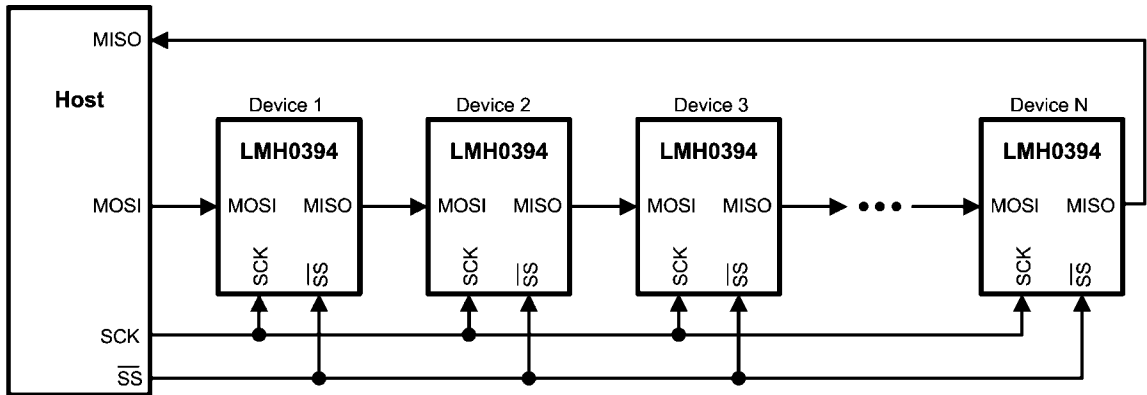 MISO
Host
Device 1 Device 2 Device 3 Device N
LMH0394 LMH0394 LMH0394 LMH0394
MOSI MOSI MISO MOSI MISO MOSI MISO ••• MOSI MISO
SCK SS SCK SS SCK SS SCK SS
SCK
SS